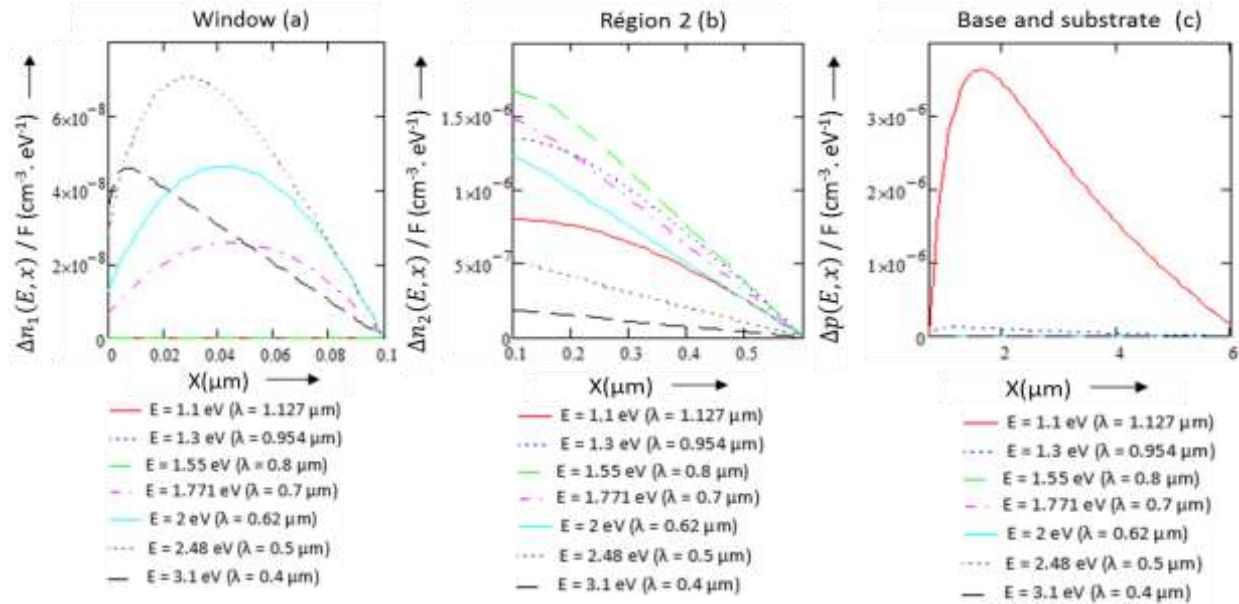 Window (a)
Δn₁(E,x) / F (cm⁻³. eV⁻¹)
6×10⁻⁸
4×10⁻⁸
2×10⁻⁸
0
0 0.02 0.04 0.06 0.08 0.1
X(µm)
E = 1.1 eV (λ = 1.127 µm)
E = 1.3 eV (λ = 0.954 µm)
E = 1.55 eV (λ = 0.8 µm)
E = 1.771 eV (λ = 0.7 µm)
E = 2 eV (λ = 0.62 µm)
E = 2.48 eV (λ = 0.5 µm)
E = 3.1 eV (λ = 0.4 µm)
Région 2 (b)
Δn₂(E,x) / F (cm⁻³. eV⁻¹)
1.5×10⁻⁶
1×10⁻⁶
5×10⁻⁷
0
0.1 0.2 0.3 0.4 0.5
X(µm)
E = 1.1 eV (λ = 1.127 µm)
E = 1.3 eV (λ = 0.954 µm)
E = 1.55 eV (λ = 0.8 µm)
E = 1.771 eV (λ = 0.7 µm)
E = 2 eV (λ = 0.62 µm)
E = 2.48 eV (λ = 0.5 µm)
E = 3.1 eV (λ = 0.4 µm)
Base and substrate (c)
Δp(E,x) / F (cm⁻³. eV⁻¹)
3×10⁻⁶
2×10⁻⁶
1×10⁻⁶
0
2 4 6
X(µm)
E = 1.1 eV (λ = 1.127 µm)
E = 1.3 eV (λ = 0.954 µm)
E = 1.55 eV (λ = 0.8 µm)
E = 1.771 eV (λ = 0.7 µm)
E = 2 eV (λ = 0.62 µm)
E = 2.48 eV (λ = 0.5 µm)
E = 3.1 eV (λ = 0.4 µm)